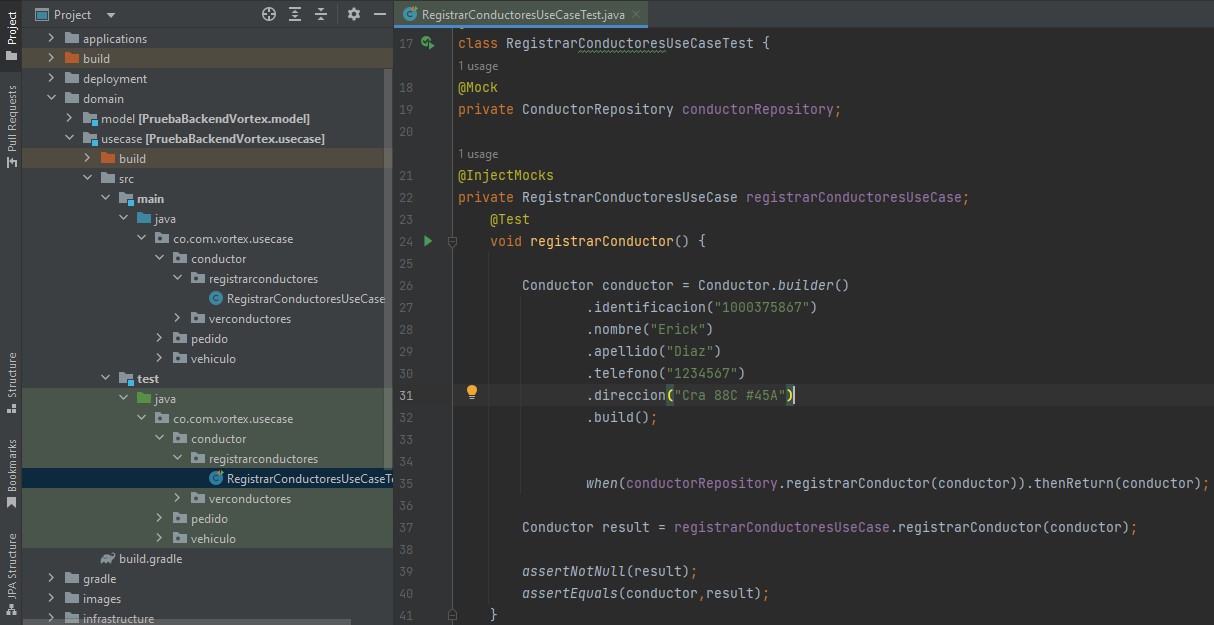 Project
RegistrarConductoresUseCaseTest.java
Project
Pull Requests
Structure
Bookmarks
JPA Structure
applications
build
deployment
domain
model [PruebaBackendVortex.model]
usecase [PruebaBackendVortex.usecase]
build
src
main
java
co.com.vortex.usecase
conductor
registrarconductores
RegistrarConductoresUseCase
verconductores
pedido
vehiculo
test
java
co.com.vortex.usecase
conductor
registrarconductores
RegistrarConductoresUseCaseT
verconductores
pedido
vehiculo
build.gradle
gradle
images
infrastructure
17 class RegistrarConductoresUseCaseTest {
1 usage
18 @Mock
19 private ConductorRepository conductorRepository;
20
1 usage
21 @InjectMocks
22 private RegistrarConductoresUseCase registrarConductoresUseCase;
23 @Test
24 void registrarConductor() {
25
26 Conductor conductor = Conductor.builder()
27 .identificacion("1000375867")
28 .nombre("Erick")
29 .apellido("Diaz")
30 .telefono("1234567")
31 .direccion("Cra 88C #45A")
32 .build();
33
34
35 when(conductorRepository.registrarConductor(conductor)).thenReturn(conductor);
36
37 Conductor result = registrarConductoresUseCase.registrarConductor(conductor);
38
39 assertNotNull(result);
40 assertEquals(conductor,result);
41 }